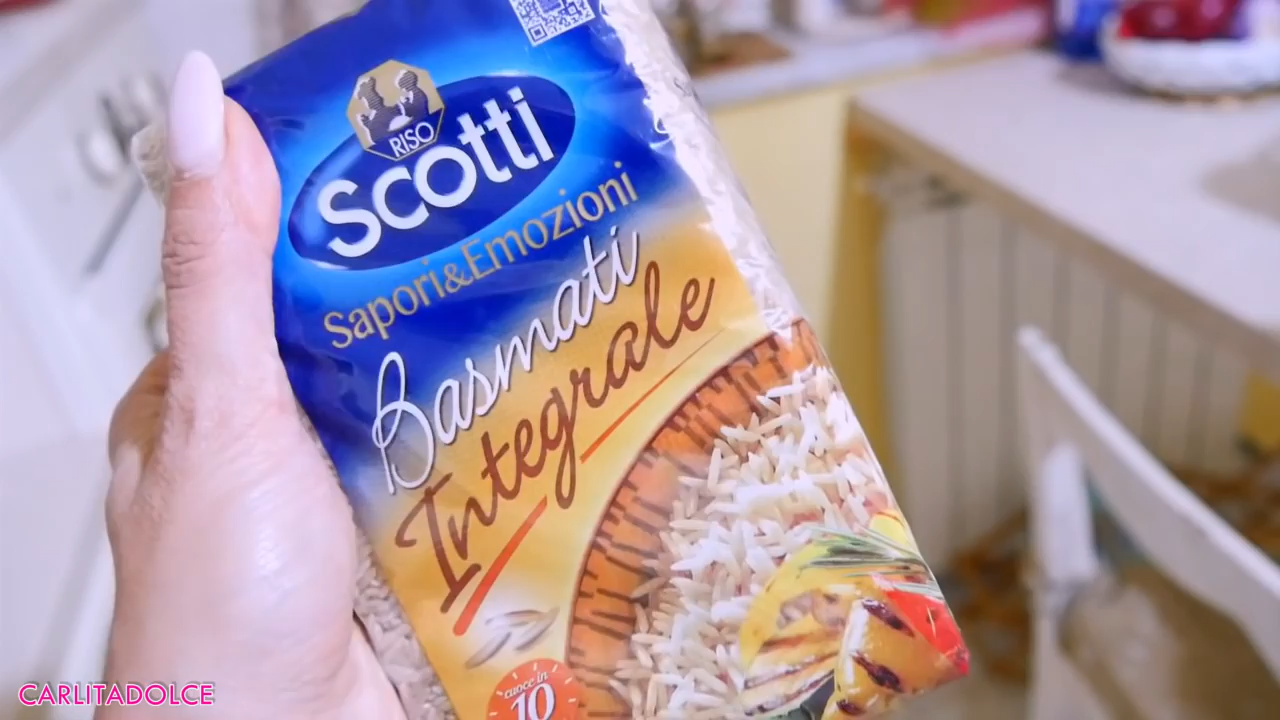 RISO
Scotti
Sapori&Emozioni
Basmati
Integrale
cuoce in
10
CARLITADOLCE